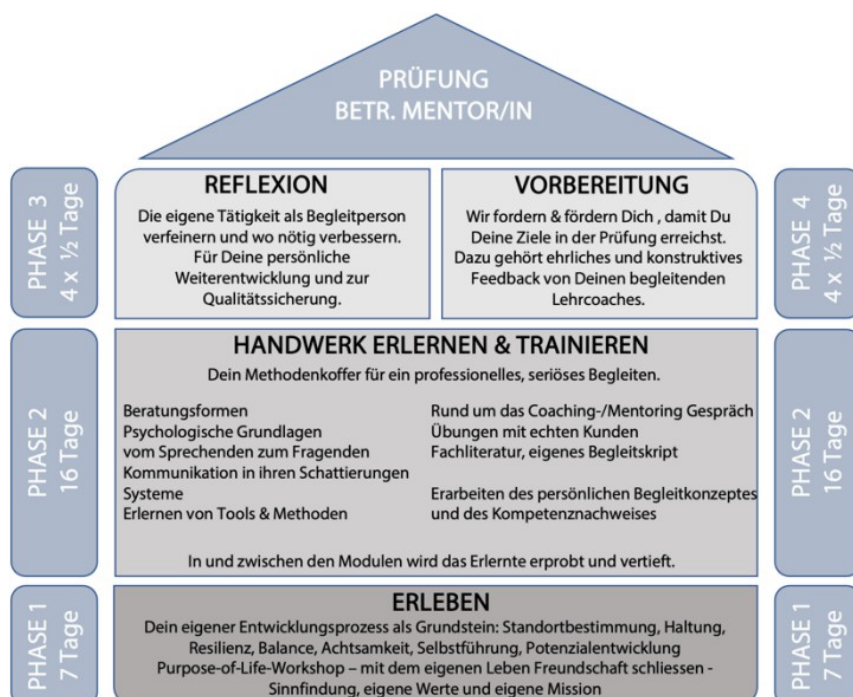 PRÜFUNG
BETR. MENTOR/IN
PHASE 3
4 x ½ Tage
REFLEXION
Die eigene Tätigkeit als Begleitperson
verfeinern und wo nötig verbessern.
Für Deine persönliche
Weiterentwicklung und zur
Qualitätssicherung.
VORBEREITUNG
Wir fordern & fördern Dich , damit Du
Deine Ziele in der Prüfung erreichst.
Dazu gehört ehrliches und konstruktives
Feedback von Deinen begleitenden
Lehrcoaches.
PHASE 4
4 x ½ Tage
PHASE 2
16 Tage
HANDWERK ERLERNEN & TRAINIEREN
Dein Methodenkoffer für ein professionelles, seriöses Begleiten.
Beratungsformen
Psychologische Grundlagen
vom Sprechenden zum Fragenden
Kommunikation in ihren Schattierungen
Systeme
Erlernen von Tools & Methoden
Rund um das Coaching-/Mentoring Gespräch
Übungen mit echten Kunden
Fachliteratur, eigenes Begleitskript
Erarbeiten des persönlichen Begleitkonzeptes
und des Kompetenznachweises
In und zwischen den Modulen wird das Erlernte erprobt und vertieft.
PHASE 2
16 Tage
PHASE 1
7 Tage
ERLEBEN
Dein eigener Entwicklungsprozess als Grundstein: Standortbestimmung, Haltung,
Resilienz, Balance, Achtsamkeit, Selbstführung, Potenzialentwicklung
Purpose-of-Life-Workshop – mit dem eigenen Leben Freundschaft schliessen -
Sinnfindung, eigene Werte und eigene Mission
PHASE 1
7 Tage